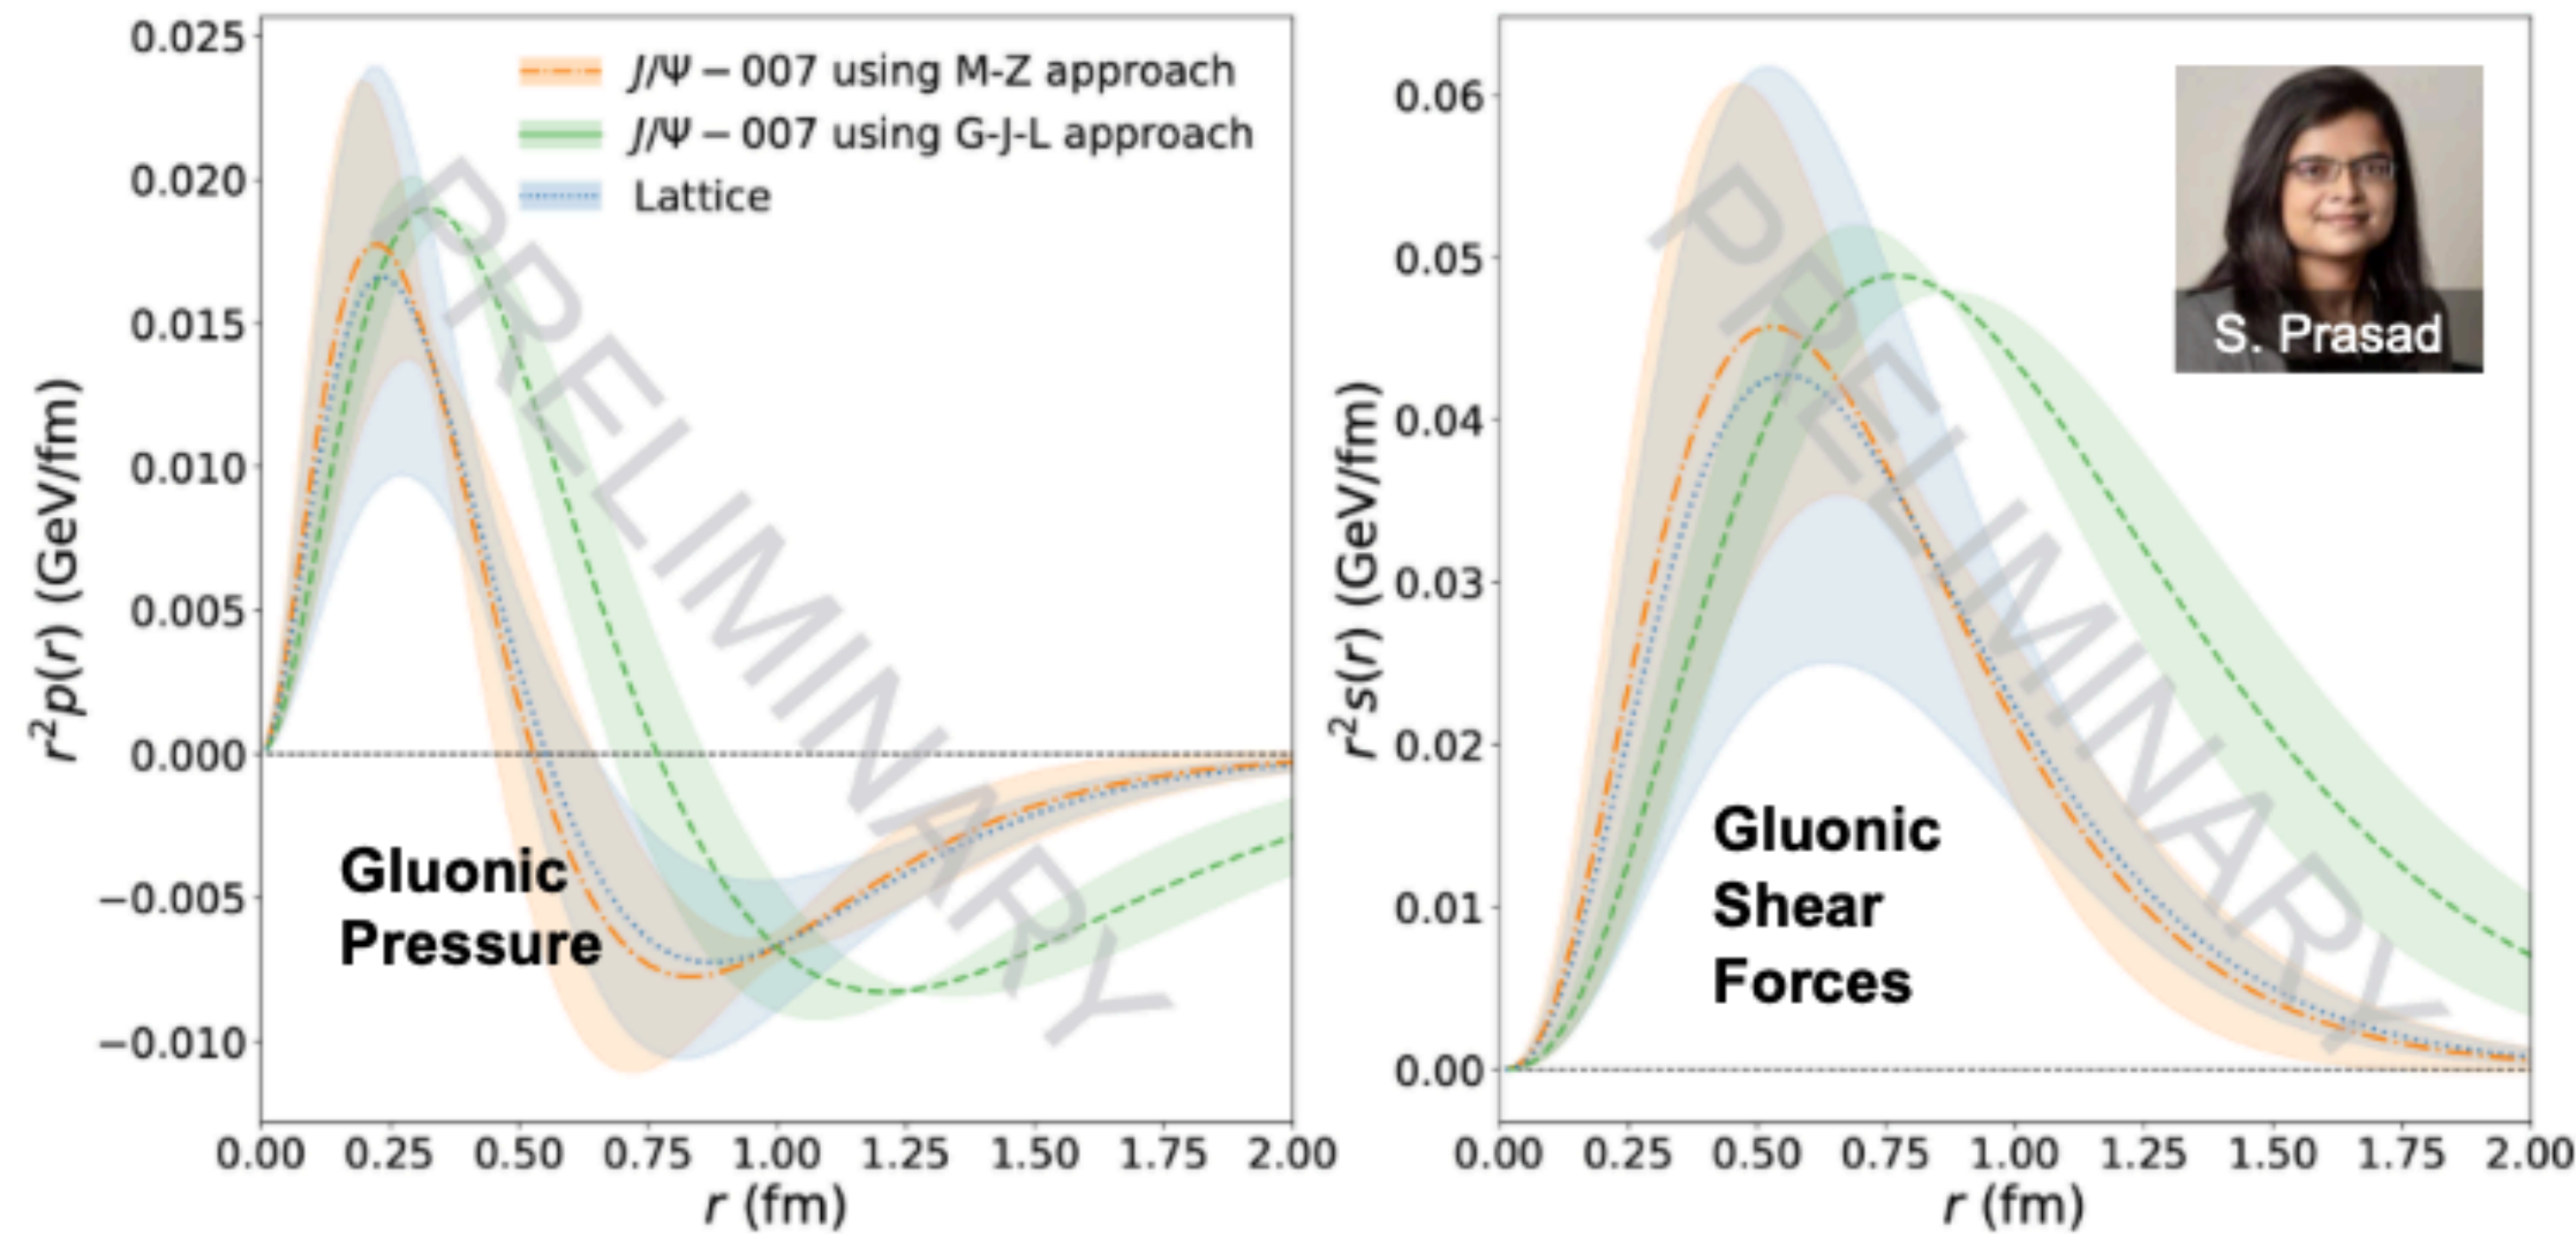 0.025
0.020
0.015
0.010
0.005
0.000
−0.005
−0.010
r²p(r) (GeV/fm)
J/Ψ − 007 using M-Z approach
J/Ψ − 007 using G-J-L approach
Lattice
PRELIMINARY
Gluonic
Pressure
0.00 0.25 0.50 0.75 1.00 1.25 1.50 1.75 2.00
r (fm)
0.06
0.05
0.04
0.03
0.02
0.01
0.00
r²s(r) (GeV/fm)
S. Prasad
PRELIMINARY
Gluonic
Shear
Forces
0.00 0.25 0.50 0.75 1.00 1.25 1.50 1.75 2.00
r (fm)